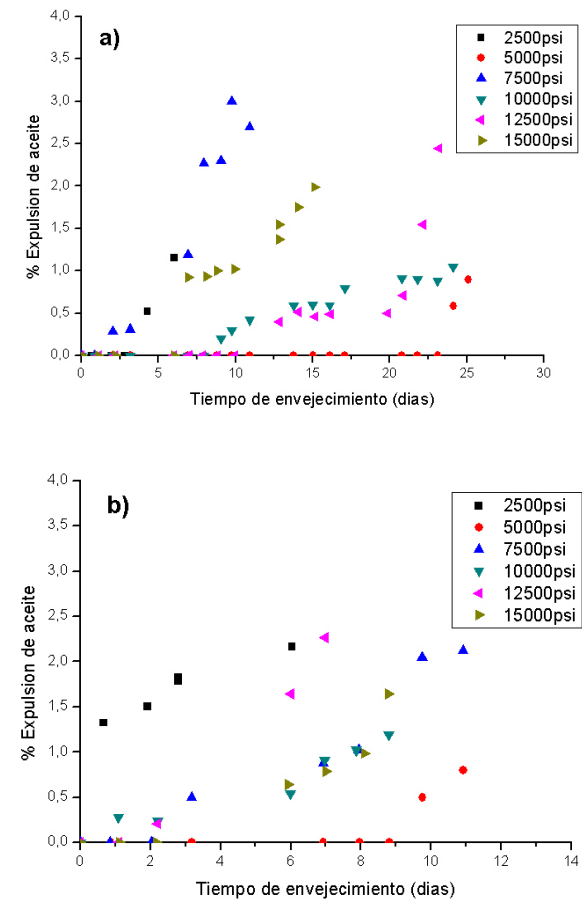 a)
4,0
3,5
3,0
2,5
2,0
1,5
1,0
0,5
0,0
% Expulsion de aceite
0 5 10 15 20 25 30
Tiempo de envejecimiento (dias)
2500psi
5000psi
7500psi
10000psi
12500psi
15000psi
b)
4,0
3,5
3,0
2,5
2,0
1,5
1,0
0,5
0,0
% Expulsion de aceite
0 2 4 6 8 10 12 14
Tiempo de envejecimiento (dias)
2500psi
5000psi
7500psi
10000psi
12500psi
15000psi